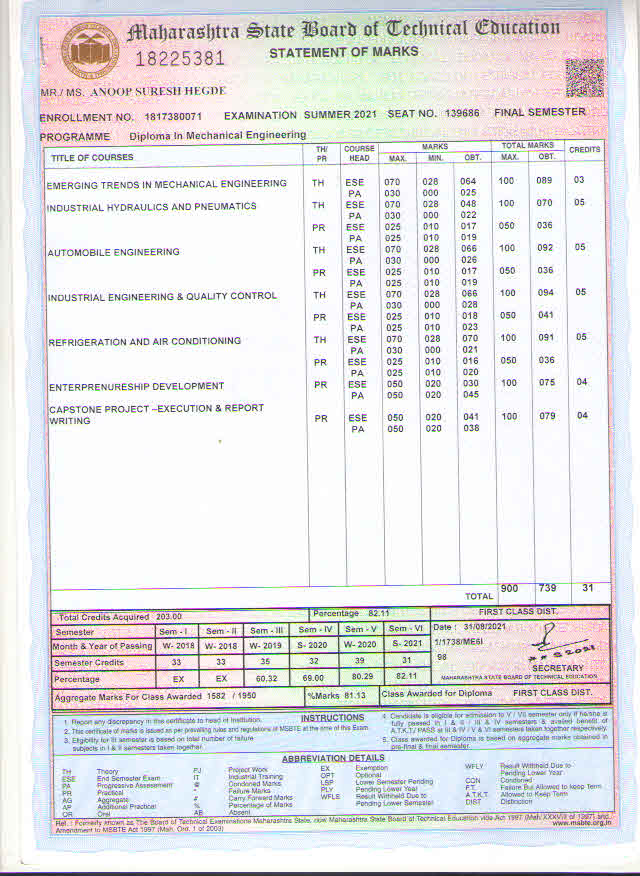 Maharashtra State Board of Technical Education
18225381 STATEMENT OF MARKS
MR./ MS. ANOOP SURESH HEGDE
ENROLLMENT NO. 1817380071 EXAMINATION SUMMER 2021 SEAT NO. 139686 FINAL SEMESTER
PROGRAMME Diploma In Mechanical Engineering
TITLE OF COURSES TH/ PR COURSE HEAD MARKS MAX. MIN. OBT. TOTAL MARKS MAX. OBT. CREDITS
EMERGING TRENDS IN MECHANICAL ENGINEERING TH ESE 070 028 064 100 089 03
PA 030 000 025
INDUSTRIAL HYDRAULICS AND PNEUMATICS TH ESE 070 028 048 100 070 05
PA 030 000 022
PR ESE 025 010 017 050 036
PA 025 010 019
AUTOMOBILE ENGINEERING TH ESE 070 028 066 100 092 05
PA 030 000 026
PR ESE 025 010 017 050 036
PA 025 010 019
INDUSTRIAL ENGINEERING & QUALITY CONTROL TH ESE 070 028 066 100 094 05
PA 030 000 028
PR ESE 025 010 018 050 041
PA 025 010 023
REFRIGERATION AND AIR CONDITIONING TH ESE 070 028 070 100 091 05
PA 030 000 021
PR ESE 025 010 016 050 036
PA 025 010 020
ENTERPRENURESHIP DEVELOPMENT PR ESE 050 020 030 100 075 04
PA 050 020 045
CAPSTONE PROJECT –EXECUTION & REPORT
WRITING PR ESE 050 020 041 100 079 04
PA 050 020 038
TOTAL 900 739 31
Total Credits Acquired 203.00 Percentage 82.11 FIRST CLASS DIST.
Semester Sem - I Sem - II Sem - III Sem - IV Sem - V Sem - VI Date : 31/08/2021
Month & Year of Passing W- 2018 W- 2018 W- 2019 S- 2020 W- 2020 S- 2021 1/1738/ME6I
Semester Credits 33 33 35 32 39 31 98
SECRETARY
Percentage EX EX 60.32 69.00 80.29 82.11 MAHARASHTRA STATE BOARD OF TECHNICAL EDUCATION
Aggregate Marks For Class Awarded 1582 / 1950 %Marks 81.13 Class Awarded for Diploma FIRST CLASS DIST.
INSTRUCTIONS
1. Report any discrepancy in this certificate to head of Institution.
2. This certificate of marks is issued as per prevailing rules and regulations of MSBTE at the time of this Exam.
3. Eligibility for III semester is based on total number of failure
subjects in I & II semesters taken together.
4. Candidate is eligible for admission to V / VII semester only if he/she is
fully passed in I & II / III & IV semesters & availed benefit of
A.T.K.T/ PASS at III & IV / V & VI semesters taken together respectively.
5. Class awarded for Diploma is based on aggregate marks obtained in
pre-final & final semester.
ABBREVIATION DETAILS
TH Theory PJ Project Work EX Exemption WFLY Result Withheld Due to
Pending Lower Year
ESE End Semester Exam IT Industrial Training OPT Optional
PA Progressive Assessment @ Condoned Marks LSP Lower Semester Pending CON Condoned
PR Practical * Failure Marks PLY Pending Lower Year F.T. Failure But Allowed to keep Term
AG Aggregate # Carry Forward Marks WFLS Result Withheld Due to A.T.K.T. Allowed to Keep Term
AP Additional Practical % Percentage of Marks Pending Lower Semester DIST Distinction
OR Oral AB Absent
Ref. : Formerly known as The Board of Technical Examinations Maharashtra State, now Maharashtra State Board of Technical Education vide Act 1997 (Mah. XXXVIII of 1997) and
Amendment to MSBTE Act 1997 (Mah. Ord. 1 of 2003) www.msbte.org.in